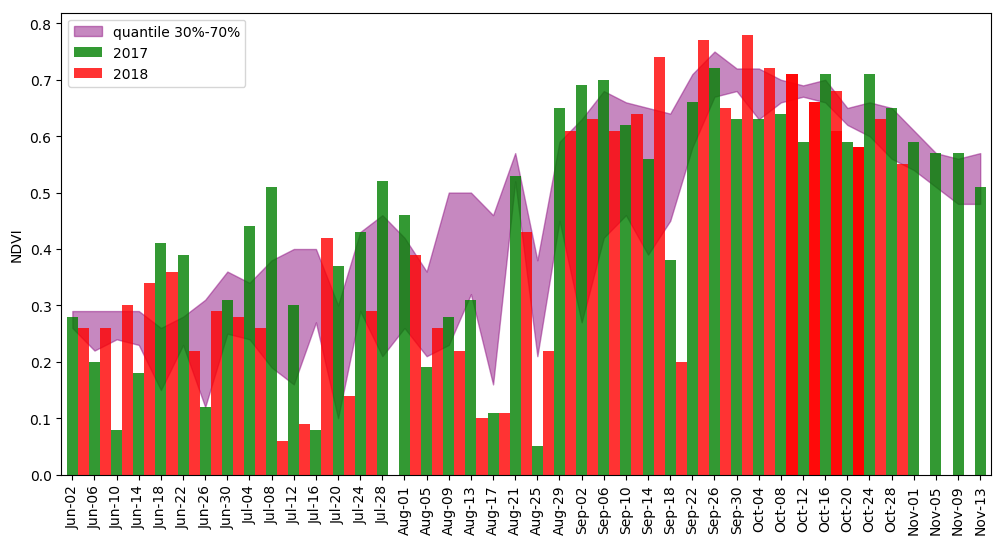 quantile 30%-70%
2017
2018
NDVI
0.8
0.7
0.6
0.5
0.4
0.3
0.2
0.1
0.0
Jun-02
Jun-06
Jun-10
Jun-14
Jun-18
Jun-22
Jun-26
Jun-30
Jul-04
Jul-08
Jul-12
Jul-16
Jul-20
Jul-24
Jul-28
Aug-01
Aug-05
Aug-09
Aug-13
Aug-17
Aug-21
Aug-25
Aug-29
Sep-02
Sep-06
Sep-10
Sep-14
Sep-18
Sep-22
Sep-26
Sep-30
Oct-04
Oct-08
Oct-12
Oct-16
Oct-20
Oct-24
Oct-28
Nov-01
Nov-05
Nov-09
Nov-13